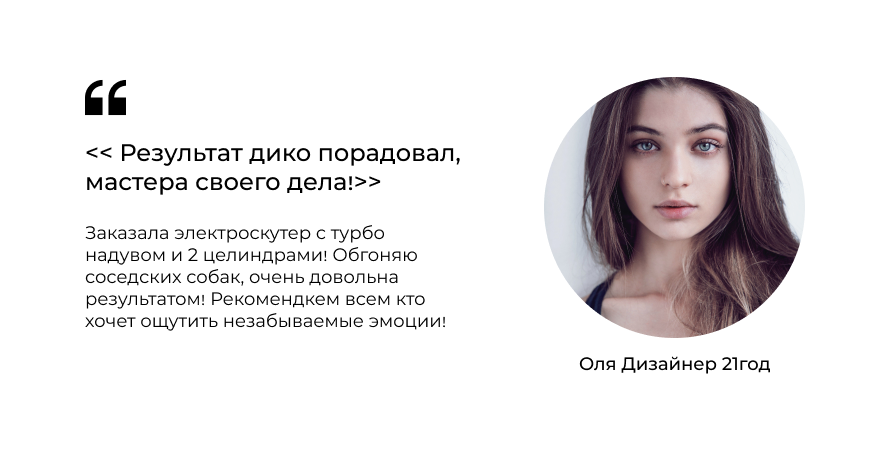 ❝
<< Результат дико порадовал,
мастера своего дела!>>
Заказала электроскутер с турбо
надувом и 2 целиндрами! Обгоняю
соседских собак, очень довольна
результатом! Рекомендкем всем кто
хочет ощутить незабываемые эмоции!
Оля Дизайнер 21год